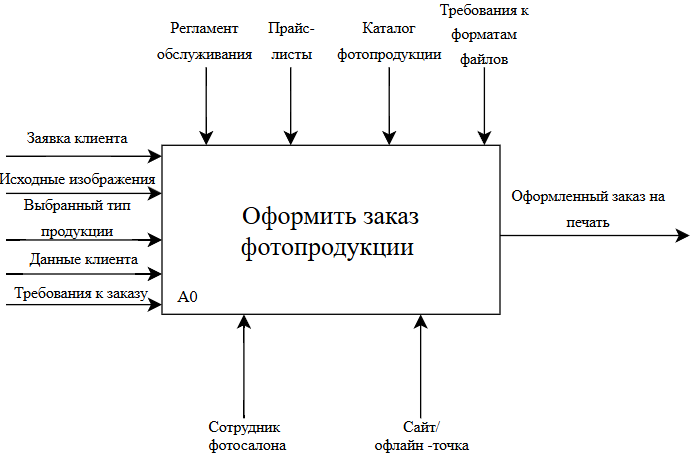 Регламент
обслуживания
Прайс-
листы
Каталог
фотопродукции
Требования к
форматам
файлов
Заявка клиента
Исходные изображения
Выбранный тип
продукции
Данные клиента
Требования к заказу
Оформить заказ
фотопродукции
А0
Оформленный заказ на
печать
Сотрудник
фотосалона
Сайт/
офлайн -точка